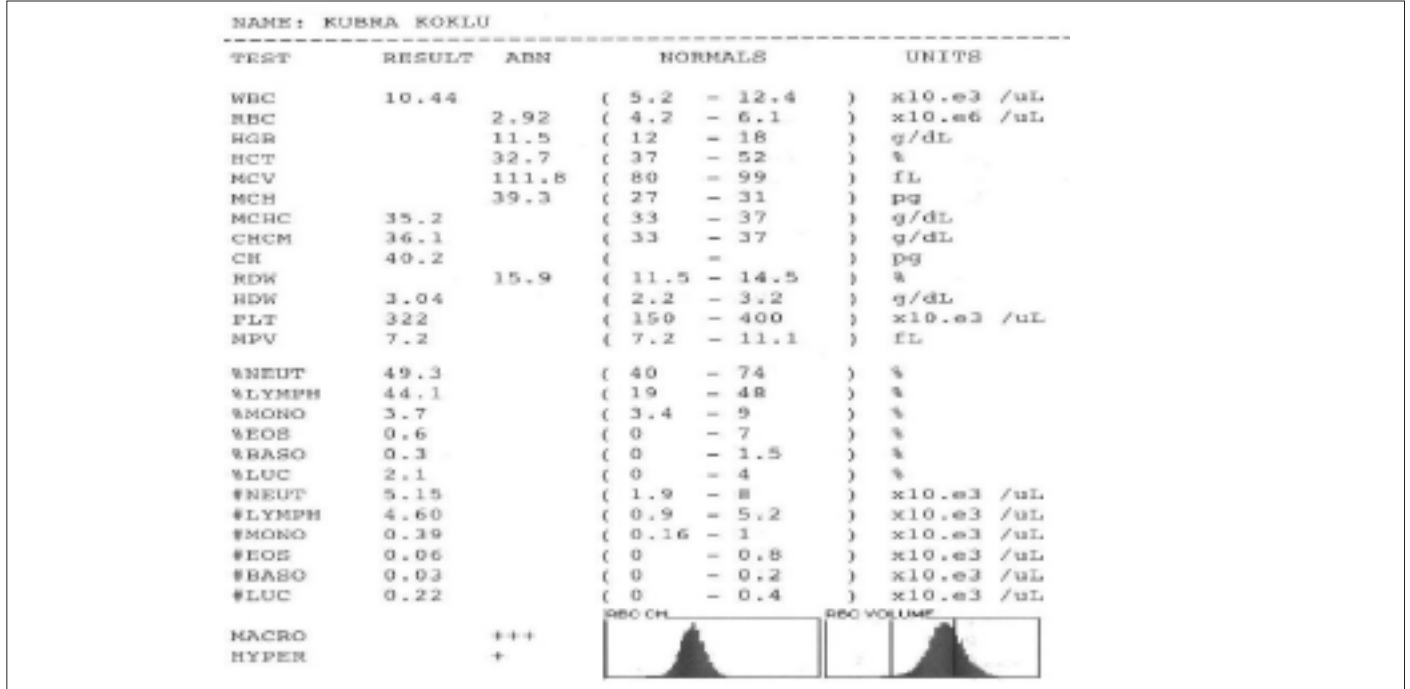 NAME: KUBRA KOKLU
TEST RESULT ABN NORMALS UNITS
WBC 10.44 ( 5.2 - 12.4 ) x10.e3 /uL
RBC 2.92 ( 4.2 - 6.1 ) x10.e6 /uL
HGB 11.5 ( 12 - 18 ) g/dL
HCT 32.7 ( 37 - 52 ) %
MCV 111.8 ( 80 - 99 ) fL
MCH 39.3 ( 27 - 31 ) pg
MCHC 35.2 ( 33 - 37 ) g/dL
CHCM 36.1 ( 33 - 37 ) g/dL
CH 40.2 ( - ) pg
RDW 15.9 ( 11.5 - 14.5 ) %
HDW 3.04 ( 2.2 - 3.2 ) g/dL
PLT 322 ( 150 - 400 ) x10.e3 /uL
MPV 7.2 ( 7.2 - 11.1 ) fL
%NEUT 49.3 ( 40 - 74 ) %
%LYMPH 44.1 ( 19 - 48 ) %
%MONO 3.7 ( 3.4 - 9 ) %
%EOS 0.6 ( 0 - 7 ) %
%BASO 0.3 ( 0 - 1.5 ) %
%LUC 2.1 ( 0 - 4 ) %
#NEUT 5.15 ( 1.9 - 8 ) x10.e3 /uL
#LYMPH 4.60 ( 0.9 - 5.2 ) x10.e3 /uL
#MONO 0.39 ( 0.16 - 1 ) x10.e3 /uL
#EOS 0.06 ( 0 - 0.8 ) x10.e3 /uL
#BASO 0.03 ( 0 - 0.2 ) x10.e3 /uL
#LUC 0.22 ( 0 - 0.4 ) x10.e3 /uL
RBC CH RBC VOLUME
MACRO +++
HYPER +